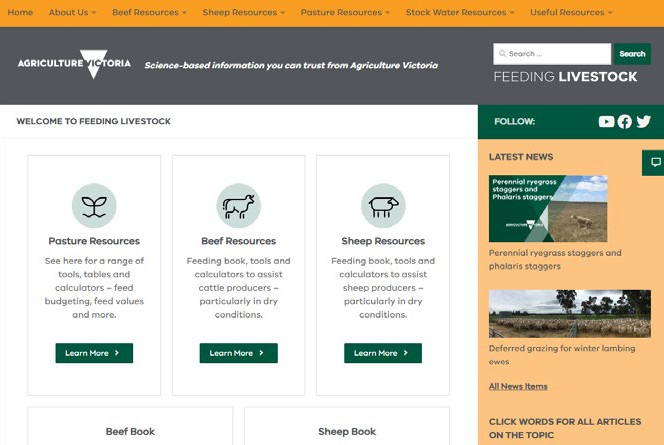 Home About Us Beef Resources Sheep Resources Pasture Resources Stock Water Resources Useful Resources
AGRICULTURE VICTORIA
Science-based information you can trust from Agriculture Victoria
Search ...
Search
FEEDING LIVESTOCK
WELCOME TO FEEDING LIVESTOCK
FOLLOW:
Pasture Resources
See here for a range of
tools, tables and
calculators – feed
budgeting, feed values
and more.
Learn More
Beef Resources
Feeding book, tools and
calculators to assist
cattle producers –
particularly in dry
conditions.
Learn More
Sheep Resources
Feeding book, tools and
calculators to assist
sheep producers –
particularly in dry
conditions.
Learn More
Beef Book
Sheep Book
LATEST NEWS
Perennial ryegrass
staggers and
Phalaris staggers
AGRICULTURE VICTORIA
Perennial ryegrass staggers and
phalaris staggers
Deferred grazing for winter lambing
ewes
All News Items
CLICK WORDS FOR ALL ARTICLES
ON THE TOPIC